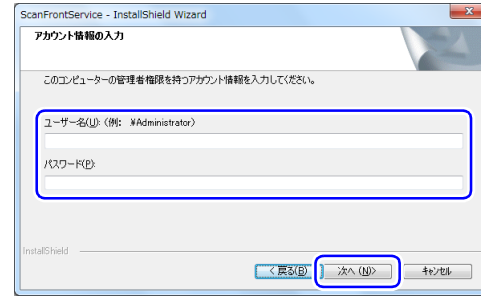 ScanFrontService - InstallShield Wizard
アカウント情報の入力
このコンピューターの管理者権限を持つアカウント情報を入力してください。
ユーザー名(U):（例: ¥Administrator）
パスワード(P):
InstallShield
< 戻る(B)
次へ (N)>
キャンセル